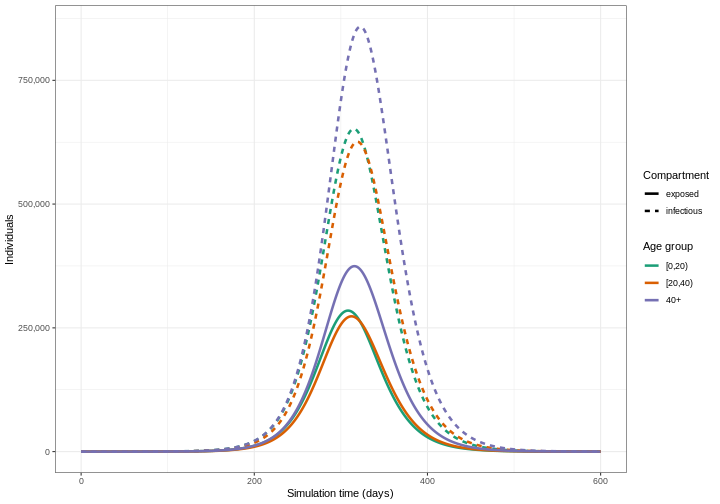 750,000
500,000
250,000
0
Individuals
0
200
400
600
Simulation time (days)
Compartment
exposed
infectious
Age group
[0,20)
[20,40)
40+